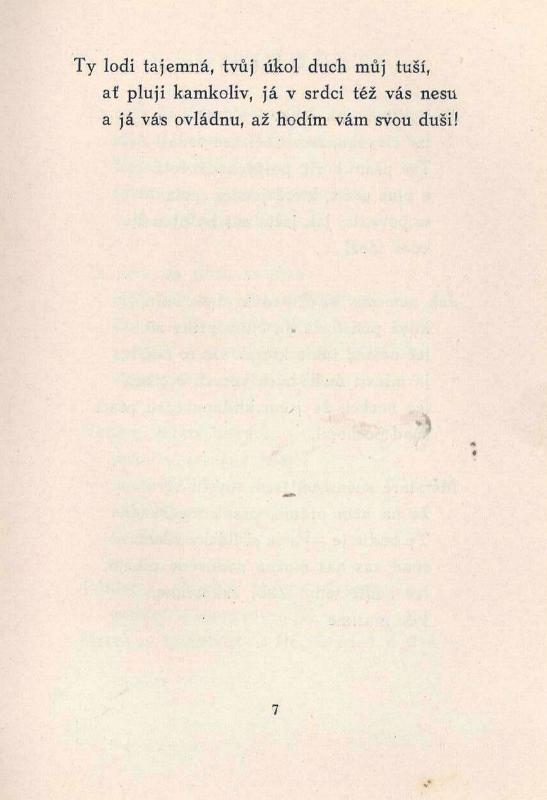 Ty lodi tajemná, tvůj úkol duch můj tuší,
ať pluji kamkoliv, já v srdci též vás nesu
a já vás ovládnu, až hodím vám svou duši!
7